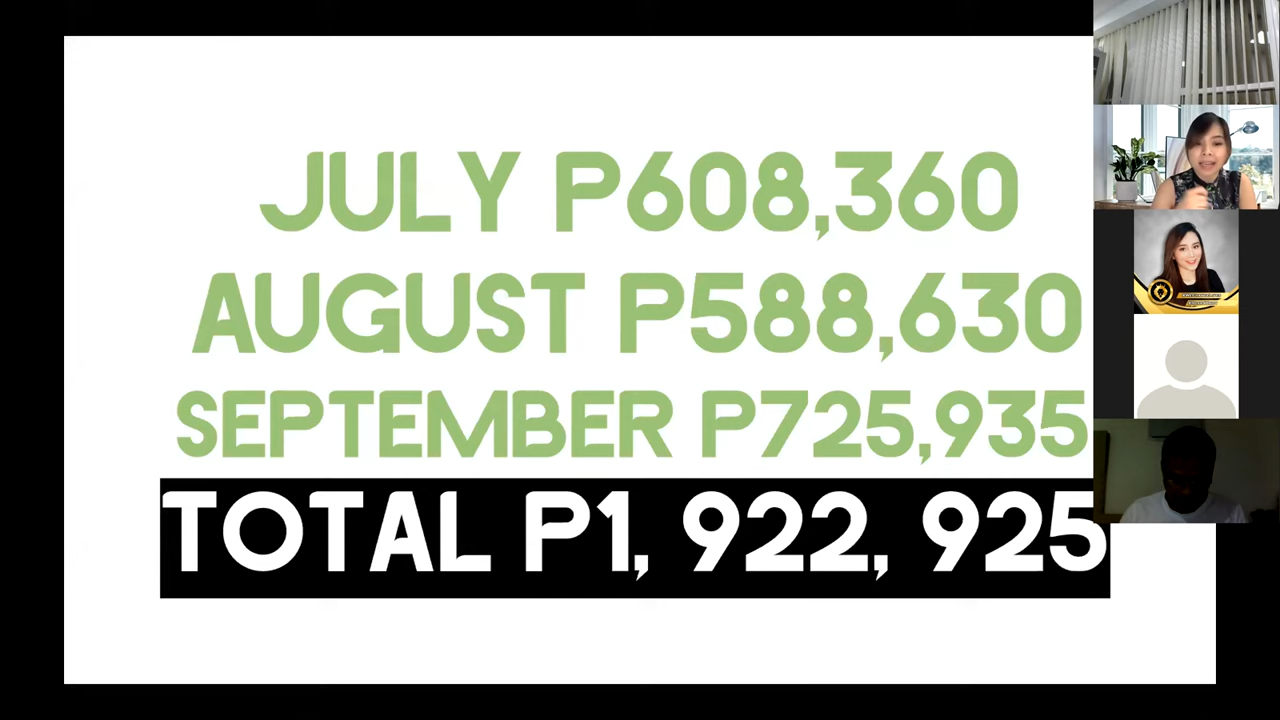 JULY P608,360
AUGUST P588,630
SEPTEMBER P725,935
TOTAL P1, 922, 925